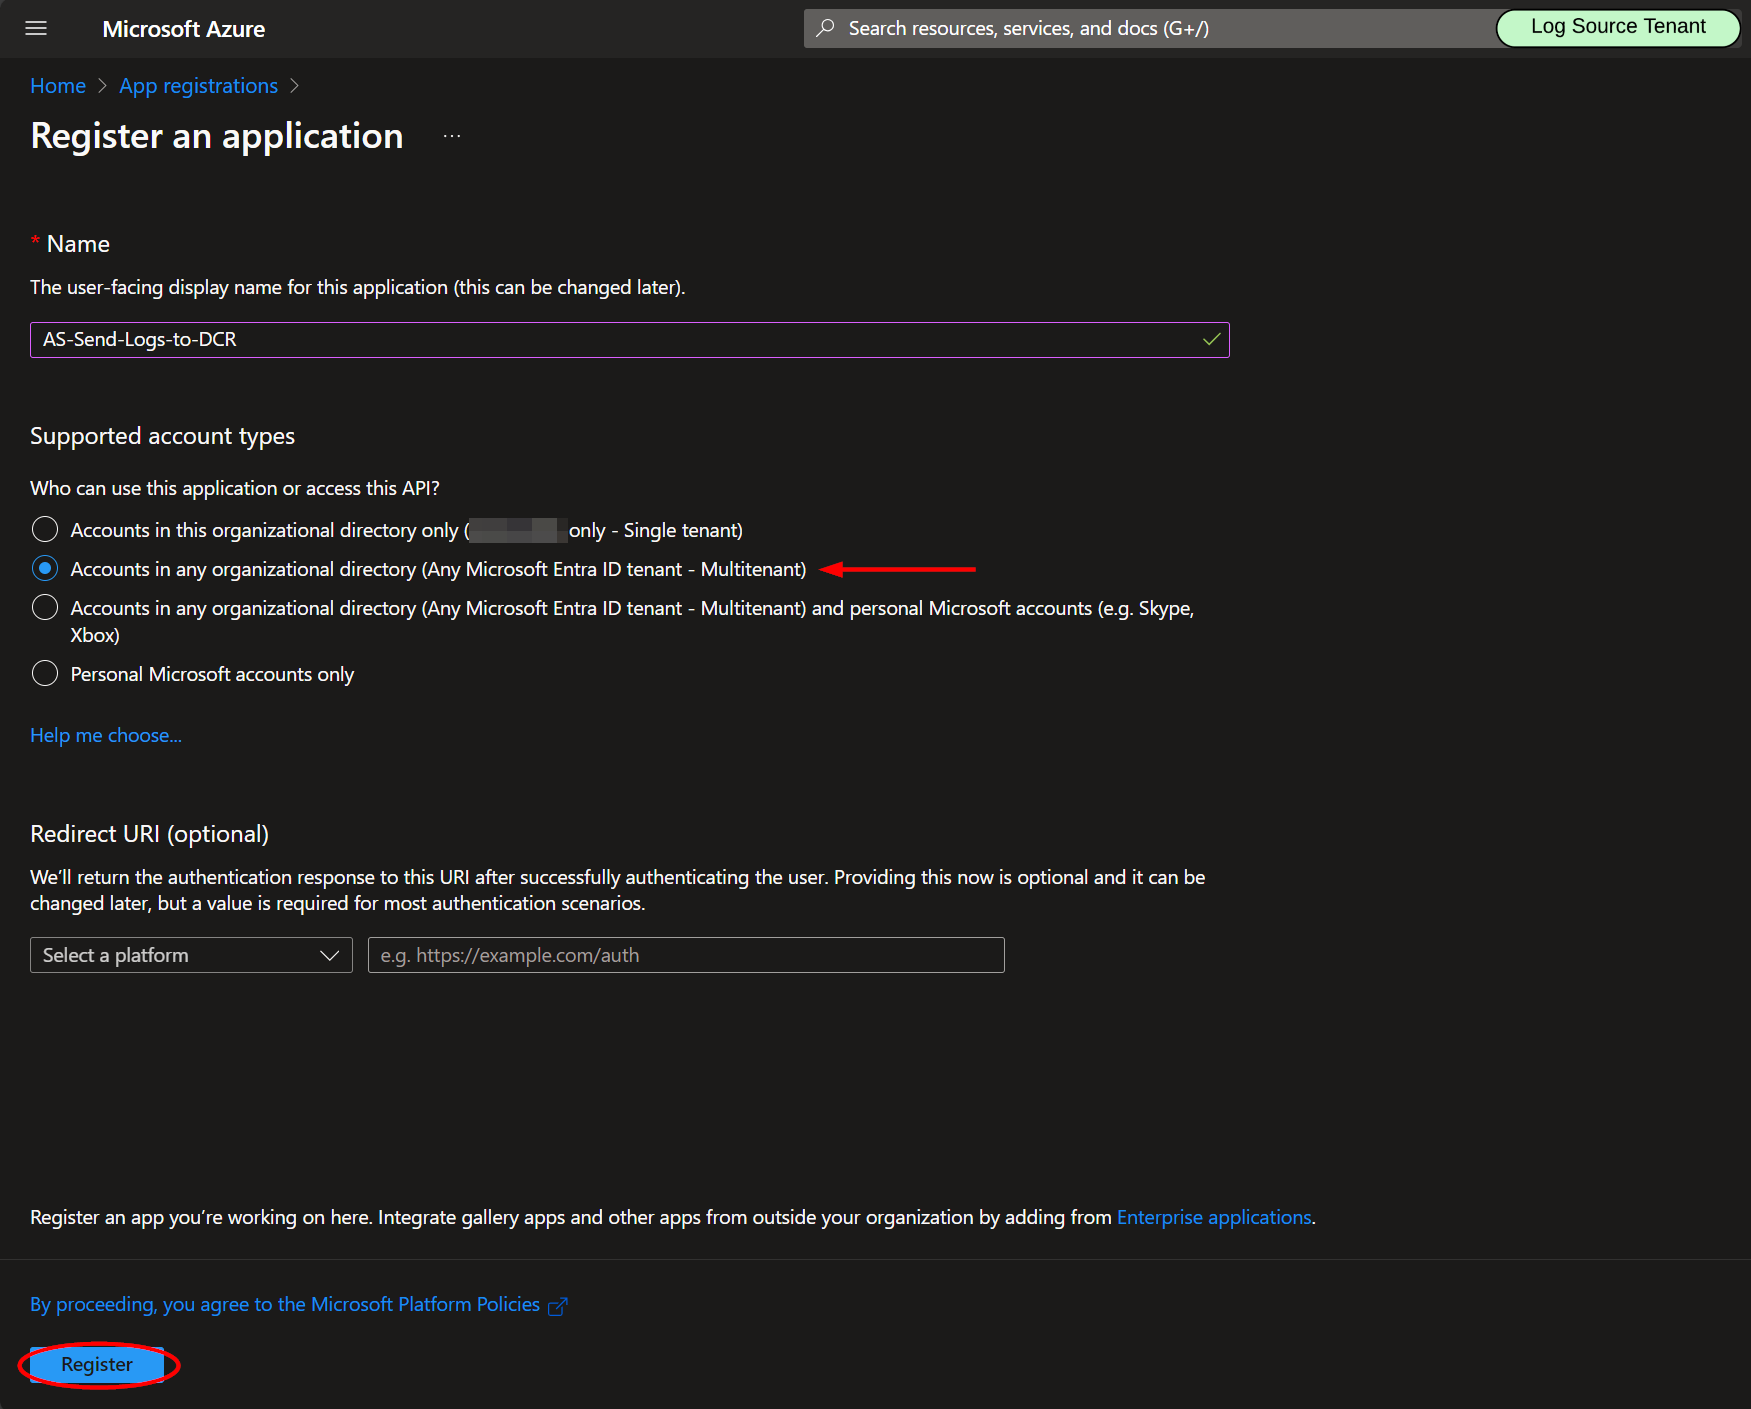 Microsoft Azure
Search resources, services, and docs (G+/)
Log Source Tenant
Home > App registrations >
Register an application ...
* Name
The user-facing display name for this application (this can be changed later).
AS-Send-Logs-to-DCR
Supported account types
Who can use this application or access this API?
Accounts in this organizational directory only ( only - Single tenant)
Accounts in any organizational directory (Any Microsoft Entra ID tenant - Multitenant)
Accounts in any organizational directory (Any Microsoft Entra ID tenant - Multitenant) and personal Microsoft accounts (e.g. Skype,
Xbox)
Personal Microsoft accounts only
Help me choose...
Redirect URI (optional)
We'll return the authentication response to this URI after successfully authenticating the user. Providing this now is optional and it can be
changed later, but a value is required for most authentication scenarios.
Select a platform
e.g. https://example.com/auth
Register an app you're working on here. Integrate gallery apps and other apps from outside your organization by adding from Enterprise applications.
By proceeding, you agree to the Microsoft Platform Policies
Register